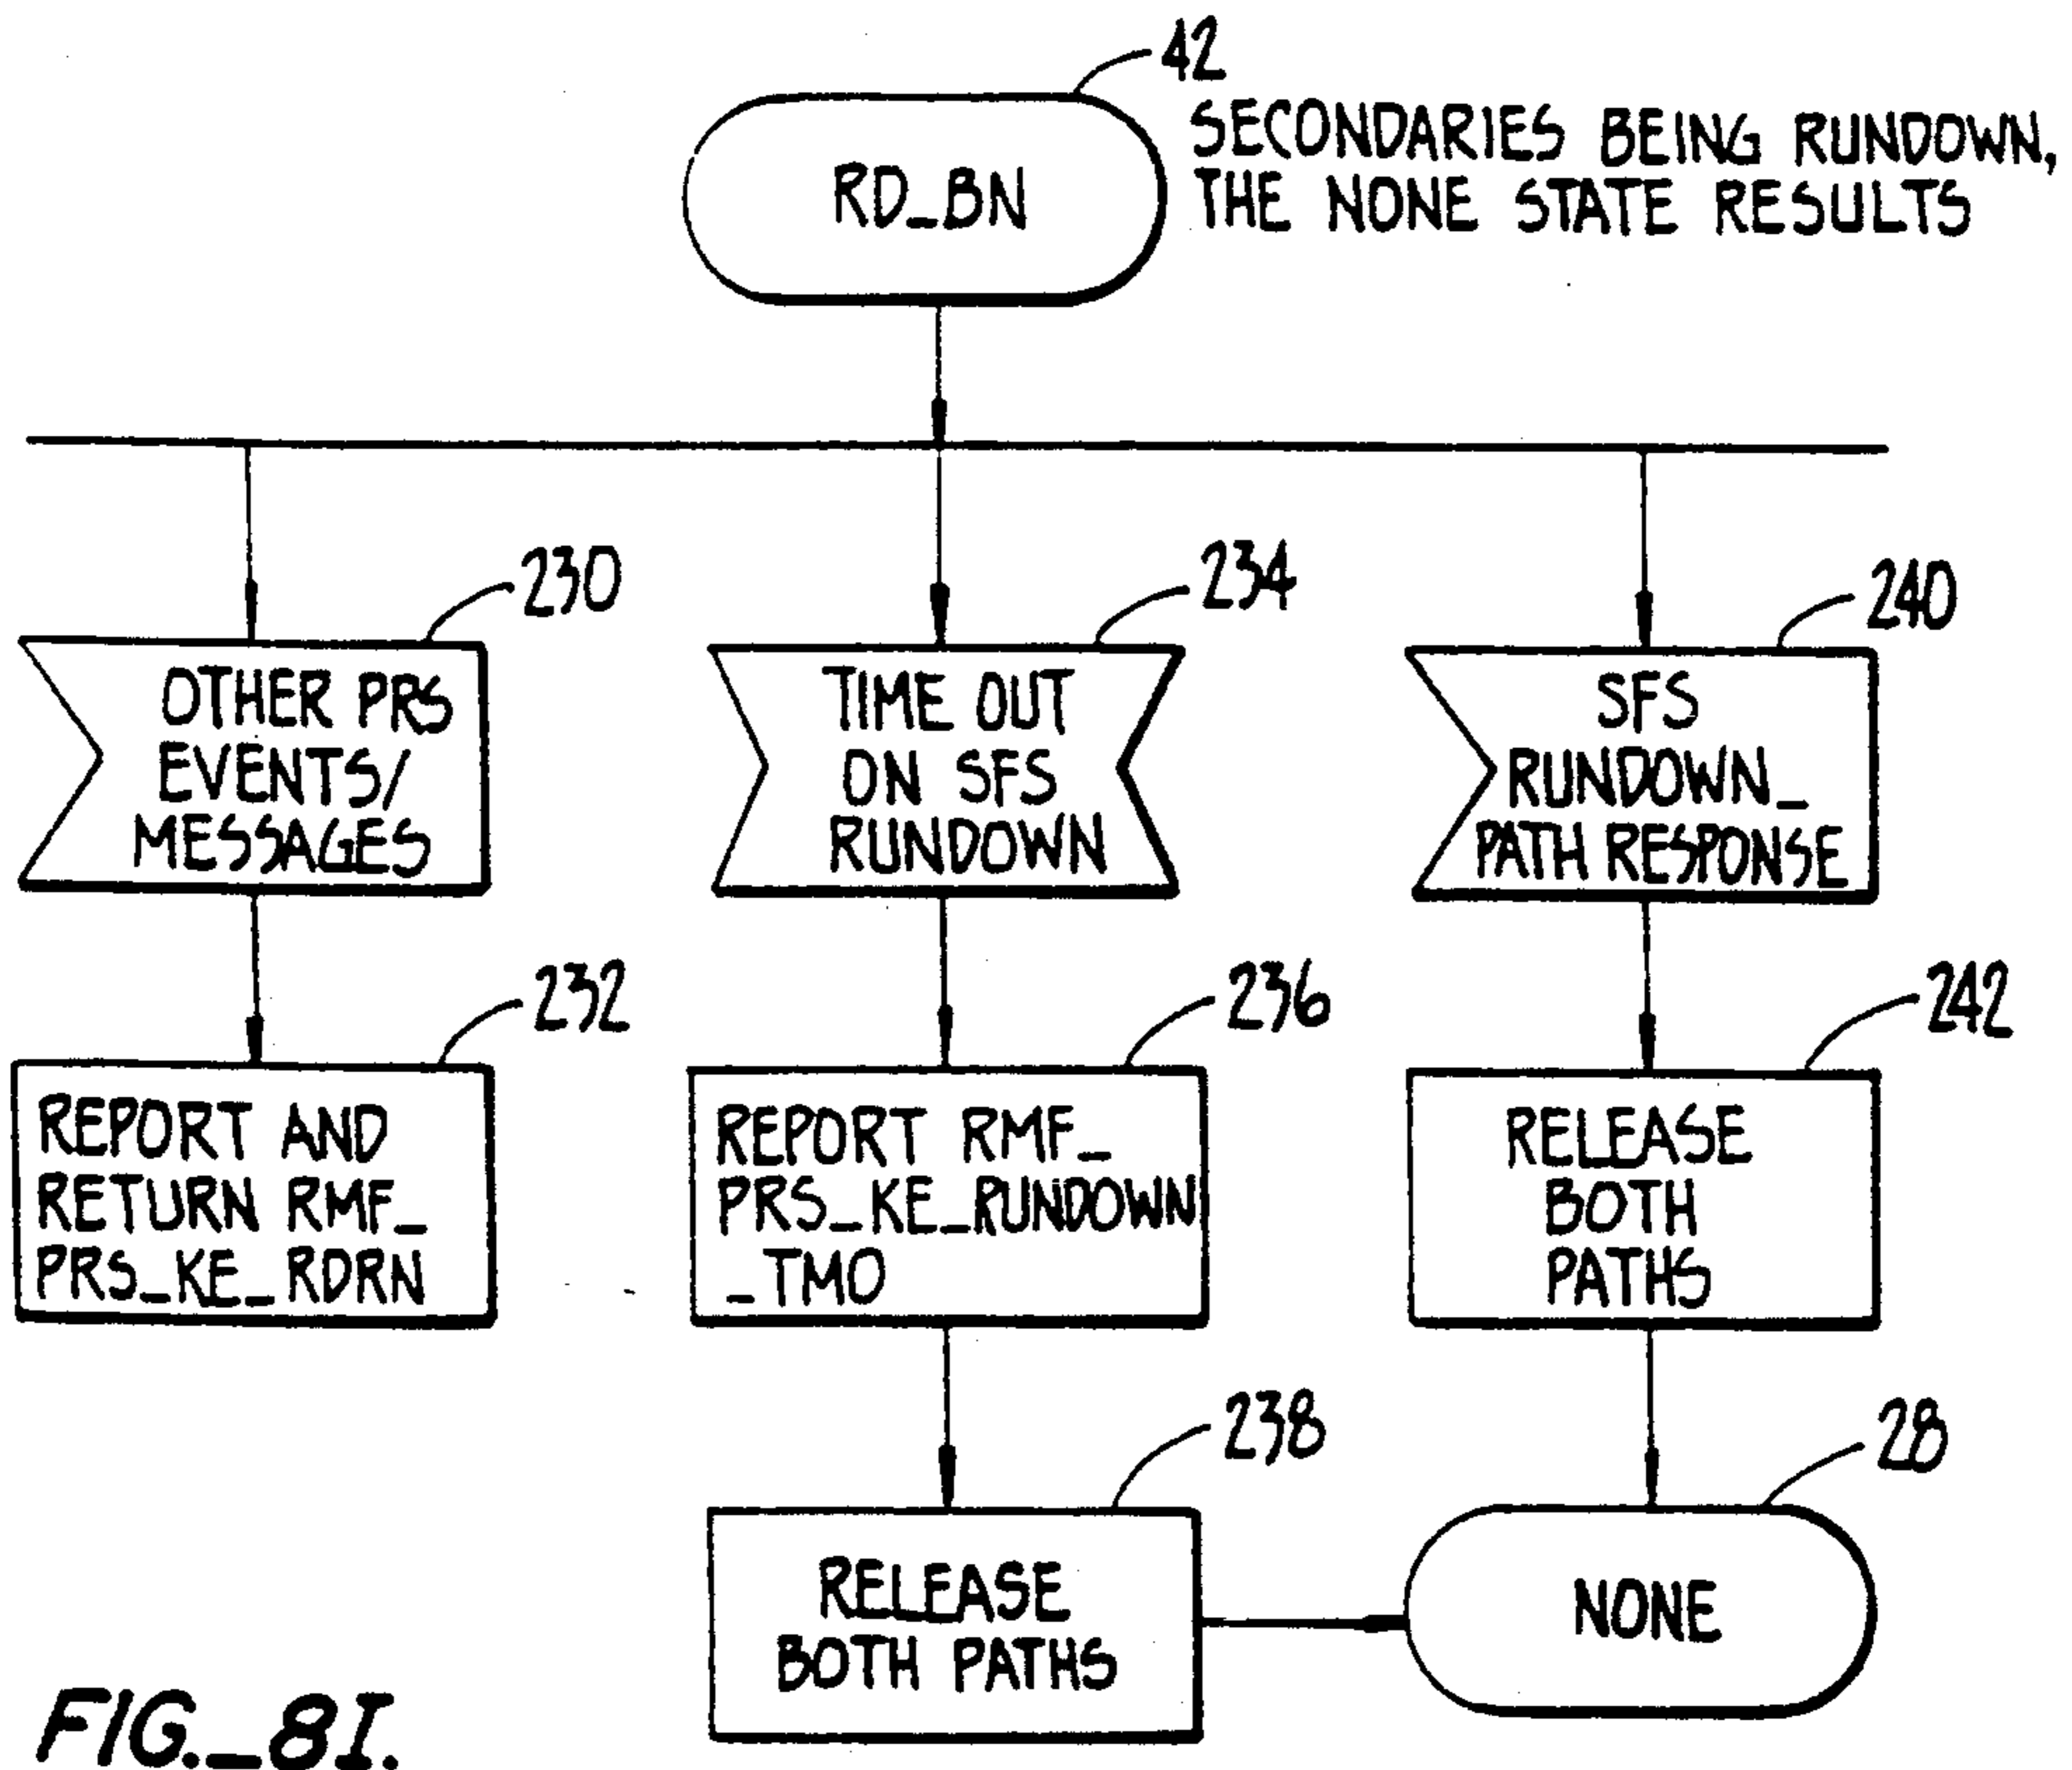 42
SECONDARIES BEING RUNDOWN,
THE NONE STATE RESULTS
RD_BN
230
OTHER PRS
EVENTS/
MESSAGES
234
TIME OUT
ON SFS
RUNDOWN
240
SFS
RUNDOWN_
PATH RESPONSE
232
REPORT AND
RETURN RMF_
PRS_KE_RDRN
236
REPORT RMF_
PRS_KE_RUNDOWN
_TMO
242
RELEASE
BOTH
PATHS
238
RELEASE
BOTH PATHS
28
NONE
FIG._8I.